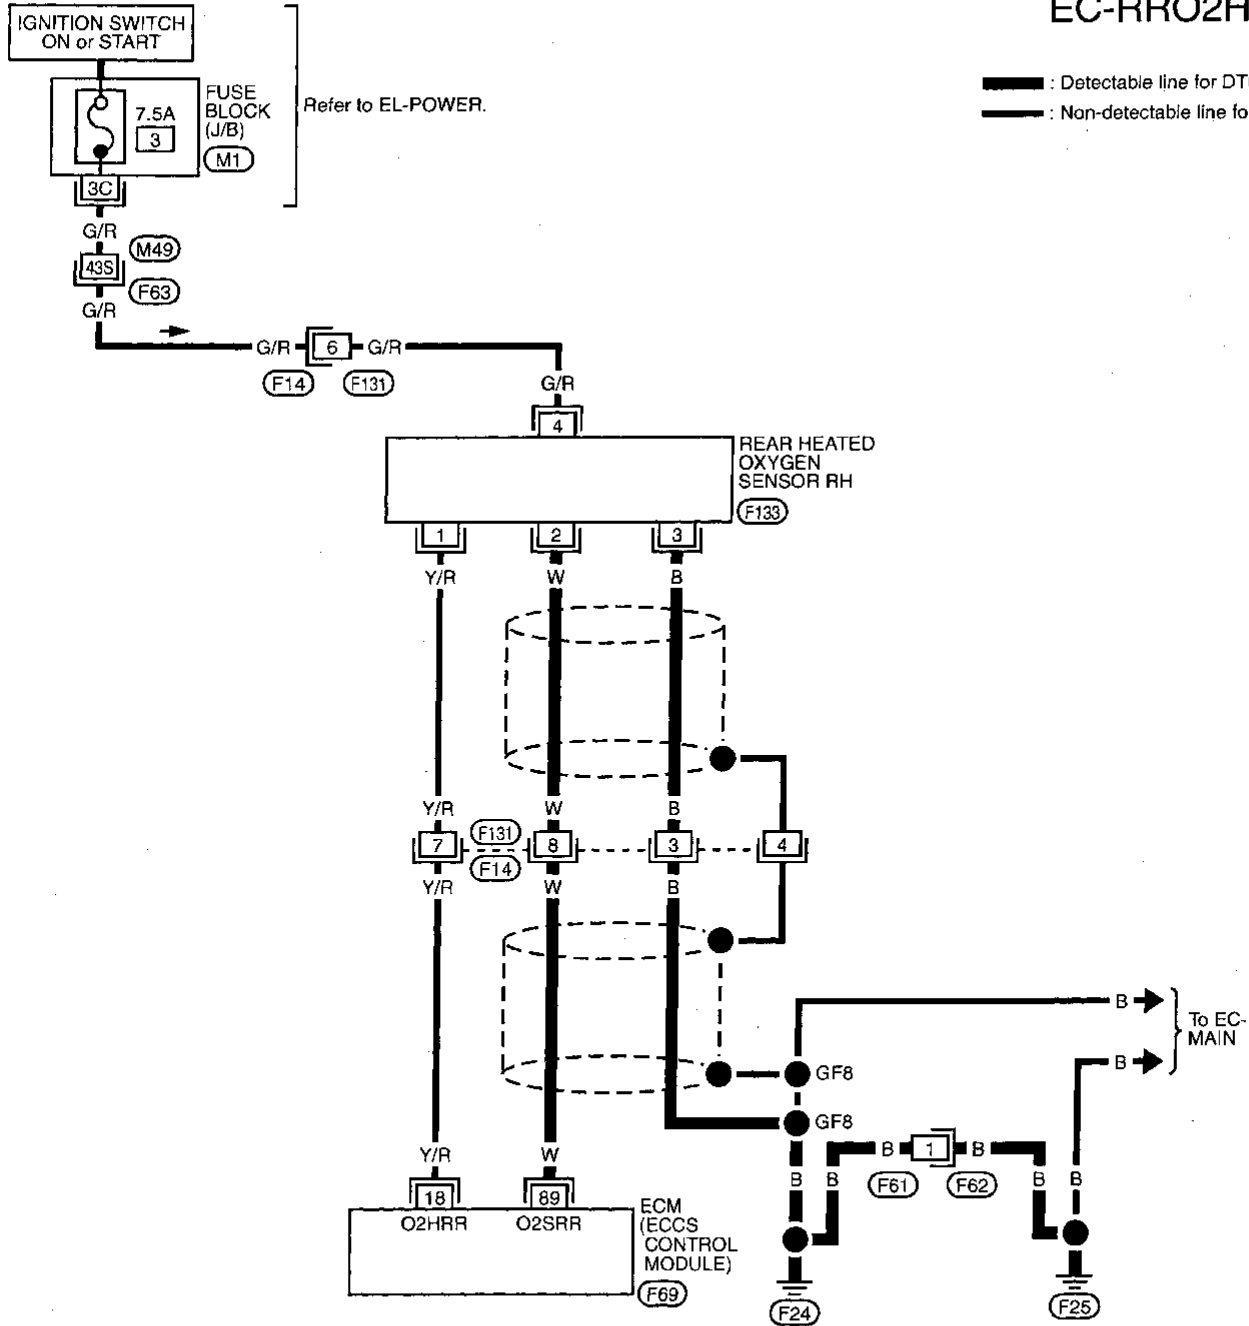 EC-RRO2H
IGNITION SWITCH
ON or START
FUSE
BLOCK
(J/B)
M1
7.5A
3
Refer to EL-POWER.
: Detectable line for DT
: Non-detectable line fo
3C
G/R
M49
43S
F63
G/R
G/R 6 G/R
F14 F131
G/R
4
REAR HEATED
OXYGEN
SENSOR RH
F133
1 2 3
Y/R W B
Y/R W B
7 F131 8 3 4
F14
Y/R W B
B
To EC-
MAIN
B
GF8
GF8
B 1 B
F61 F62
B B B B
Y/R W
18 89
O2HRR O2SRR
ECM
(ECCS
CONTROL
MODULE)
F69
F24 F25